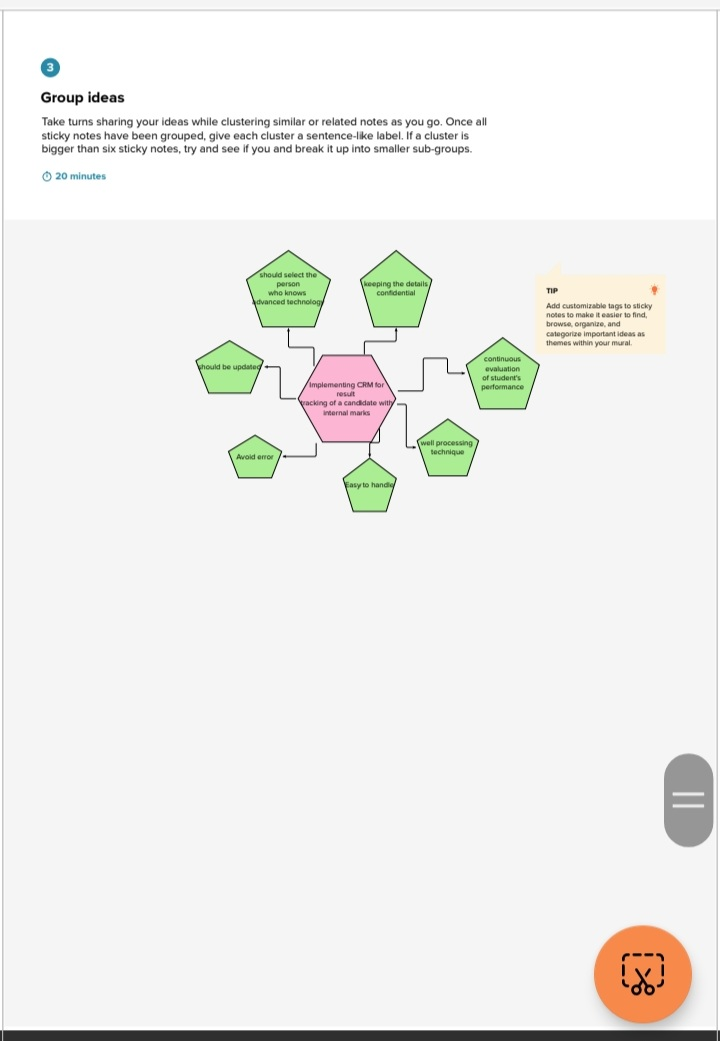 3
Group ideas
Take turns sharing your ideas while clustering similar or related notes as you go. Once all
sticky notes have been grouped, give each cluster a sentence-like label. If a cluster is
bigger than six sticky notes, try and see if you and break it up into smaller sub-groups.
20 minutes
should select the
person
who knows
advanced technology
keeping the details
confidential
TIP
Add customizable tags to sticky
notes to make it easier to find,
browse, organize, and
categorize important ideas as
themes within your mural.
should be updated
Implementing CRM for
result
tracking of a candidate with
internal marks
continuous
evaluation
of student's
performance
Avoid error
well processing
technique
Easy to handle